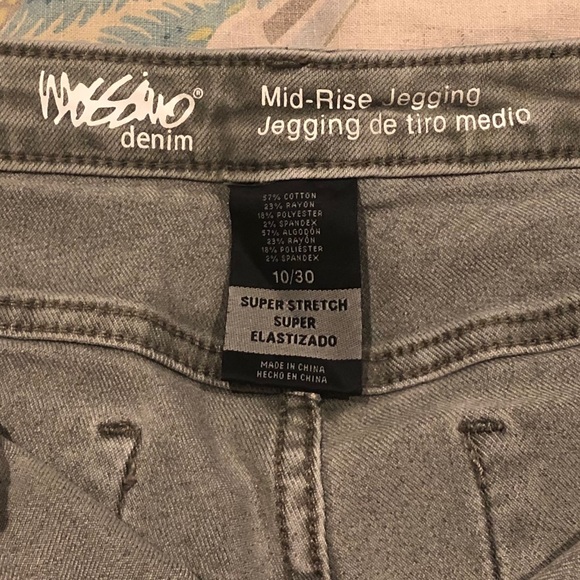 Mossimo®
denim
Mid-Rise Jegging
Jegging de tiro medio
57% COTTON
23% RAYON
18% POLYESTER
2% SPANDEX
57% ALGODÓN
23% RAYÓN
18% POLIÉSTER
2% SPANDEX
10/30
SUPER STRETCH
SUPER
ELASTIZADO
MADE IN CHINA
HECHO EN CHINA